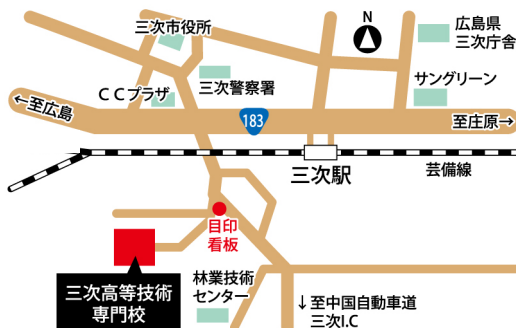 三次市役所
N
広島県
三次庁舎
三次警察署
サングリーン
CCプラザ
←至広島
183
至庄原→
三次駅
芸備線
目印
看板
三次高等技術
専門校
林業技術
センター
↓至中国自動車道
三次I.C